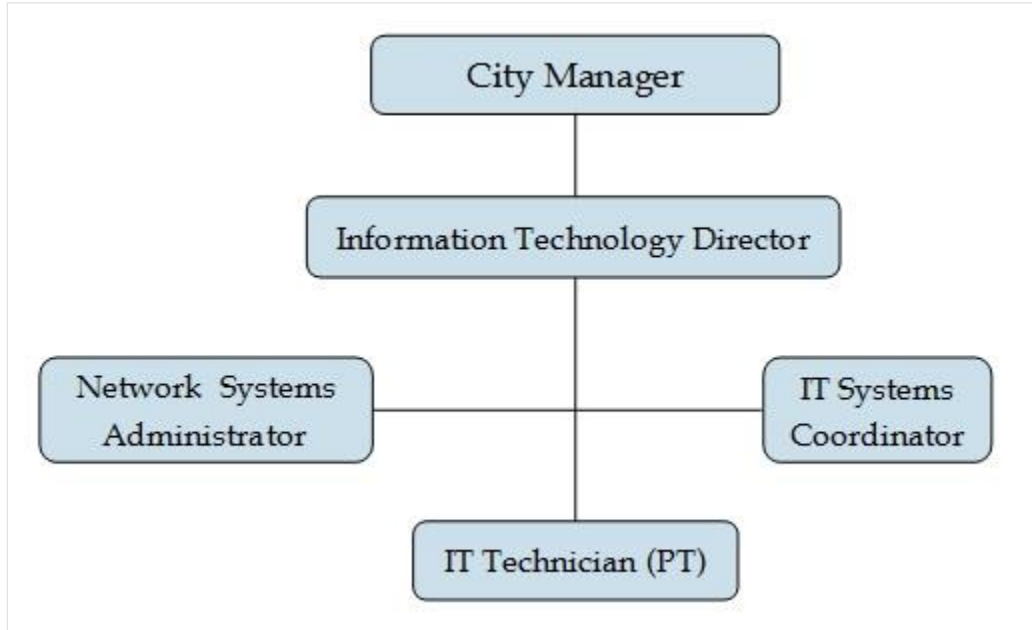 City Manager
Information Technology Director
Network Systems
Administrator
IT Systems
Coordinator
IT Technician (PT)